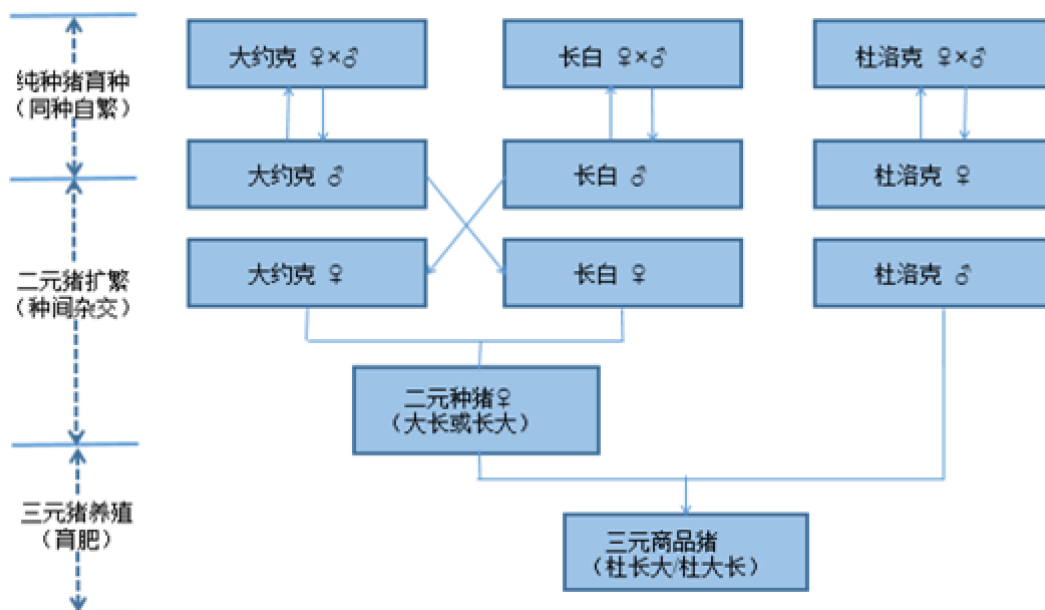 大约克 ♀×♂
长白 ♀×♂
杜洛克 ♀×♂
纯种猪育种
（同种自繁）
大约克 ♂
长白 ♂
杜洛克 ♀
大约克 ♀
长白 ♀
杜洛克 ♂
二元猪扩繁
（种间杂交）
二元种猪♀
（大长或长大）
三元猪养殖
（育肥）
三元商品猪
（杜长大/杜大长）